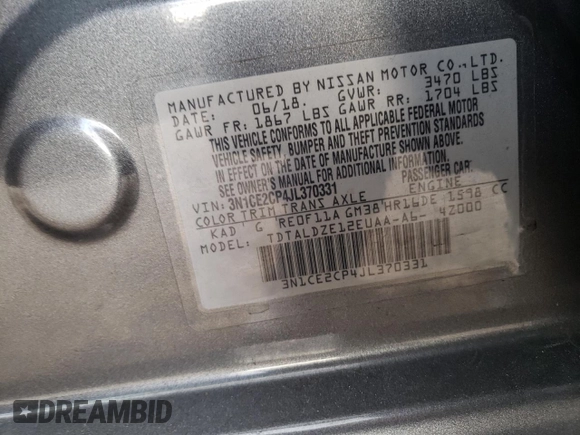 MANUFACTURED BY NISSAN MOTOR CO.,LTD.
DATE: 06/18. GVWR: 3470 LBS
GAWR FR: 1867 LBS GAWR RR: 1704 LBS
THIS VEHICLE CONFORMS TO ALL APPLICABLE FEDERAL MOTOR
VEHICLE SAFETY, BUMPER AND THEFT PREVENTION STANDARDS
IN EFFECT ON THE DATE OF MANUFACTURE SHOWN ABOVE.
SEE OWNER'S MANUAL FOR ADDITIONAL INFORMATION.
VIN: 3N1CE2CP4JL370331 PASSENGER CAR.
COLOR TRIM TRANS AXLE ENGINE
KAD G RE0F11A GM38 HR16DE 1598 CC
MODEL: TDTALDZE12EUAA-A6- 42000
3N1CE2CP4JL370331
DREAMBID